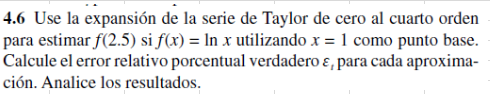 4.6 Use la expansión de la serie de Taylor de cero al cuarto orden
para estimar f(2.5) si f(x) = ln x utilizando x = 1 como punto base.
Calcule el error relativo porcentual verdadero εₜ para cada aproxima-
ción. Analice los resultados.